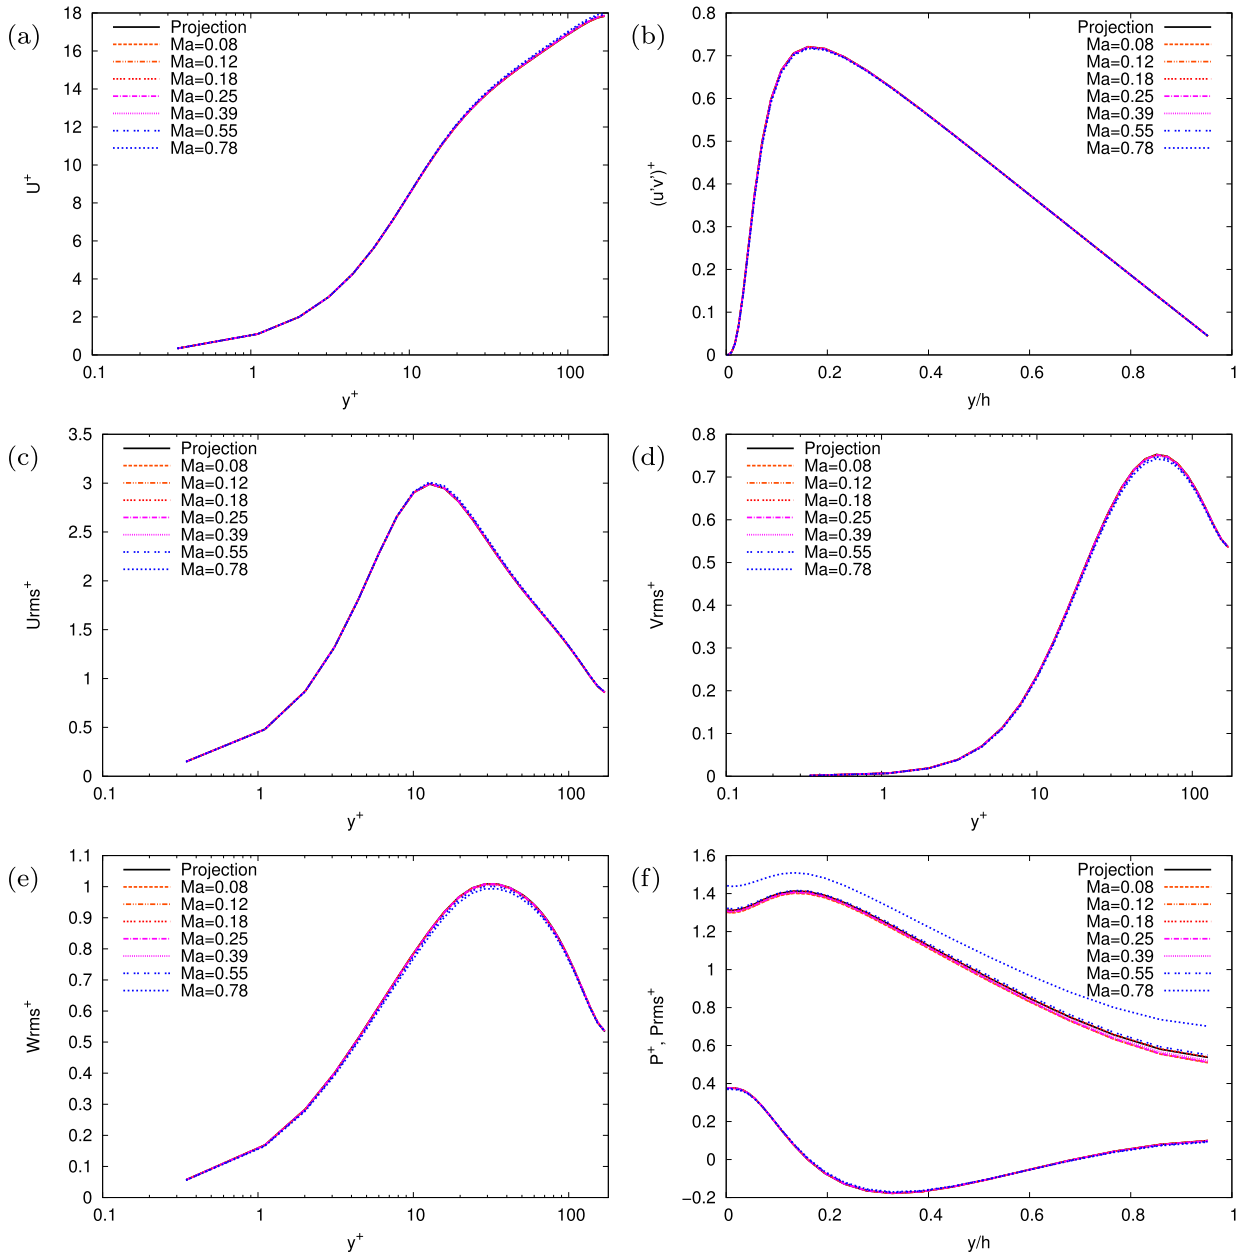 (a)
18
16
14
12
10
8
6
4
2
0
0.1
1
10
100
U+
y+
Projection
Ma=0.08
Ma=0.12
Ma=0.18
Ma=0.25
Ma=0.39
Ma=0.55
Ma=0.78
(b)
0.8
0.7
0.6
0.5
0.4
0.3
0.2
0.1
0
0
0.2
0.4
0.6
0.8
1
(u'v')+
y/h
Projection
Ma=0.08
Ma=0.12
Ma=0.18
Ma=0.25
Ma=0.39
Ma=0.55
Ma=0.78
(c)
3.5
3
2.5
2
1.5
1
0.5
0
0.1
1
10
100
Urms+
y+
Projection
Ma=0.08
Ma=0.12
Ma=0.18
Ma=0.25
Ma=0.39
Ma=0.55
Ma=0.78
(d)
0.8
0.7
0.6
0.5
0.4
0.3
0.2
0.1
0
0.1
1
10
100
Vrms+
y+
Projection
Ma=0.08
Ma=0.12
Ma=0.18
Ma=0.25
Ma=0.39
Ma=0.55
Ma=0.78
(e)
1.1
1
0.9
0.8
0.7
0.6
0.5
0.4
0.3
0.2
0.1
0
0.1
1
10
100
Wrms+
y+
Projection
Ma=0.08
Ma=0.12
Ma=0.18
Ma=0.25
Ma=0.39
Ma=0.55
Ma=0.78
(f)
1.6
1.4
1.2
1
0.8
0.6
0.4
0.2
0
−0.2
0
0.2
0.4
0.6
0.8
1
P+, Prms+
y/h
Projection
Ma=0.08
Ma=0.12
Ma=0.18
Ma=0.25
Ma=0.39
Ma=0.55
Ma=0.78